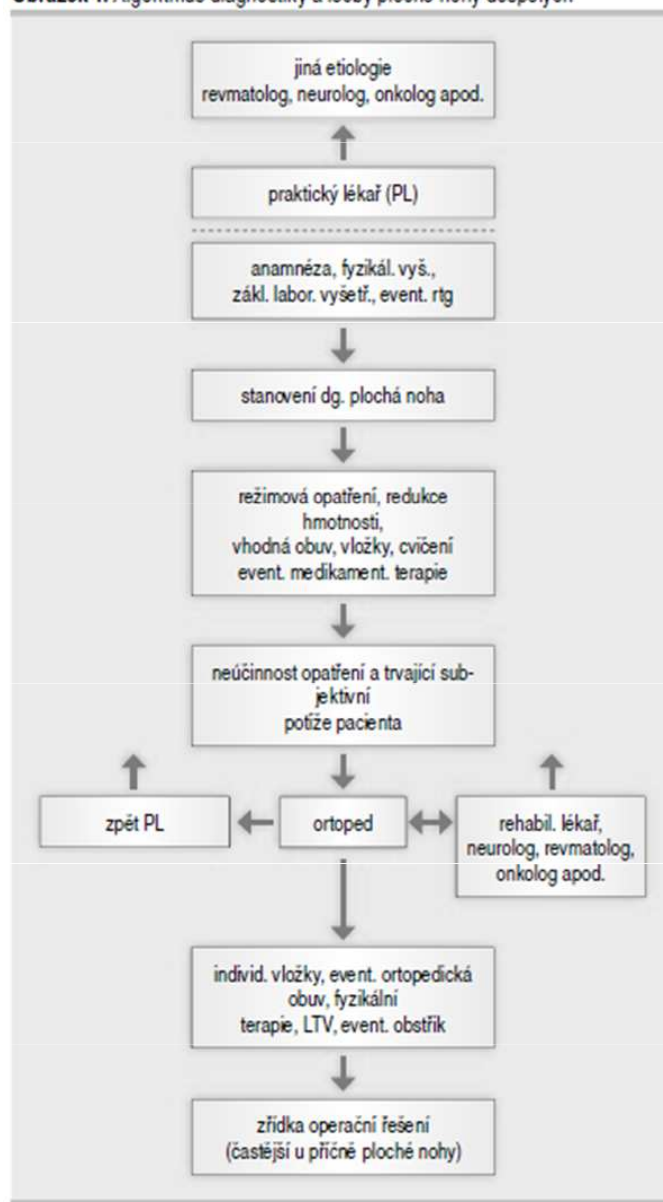 Obrázek 1. Algoritmus diagnostiky a léčby ploché nohy dospělých
jiná etiologie
revmatolog, neurolog, onkolog apod.
praktický lékař (PL)
anamnéza, fyzikál. vyš.,
zákl. labor. vyšetř., event. rtg
stanovení dg. plochá noha
režimová opatření, redukce
hmotnosti,
vhodná obuv, vložky, cvičení
event. medikament. terapie
neúčinnost opatření a trvající sub-
jektivní
potíže pacienta
zpět PL
ortoped
rehabil. lékař,
neurolog, revmatolog,
onkolog apod.
individ. vložky, event. ortopedická
obuv, fyzikální
terapie, LTV, event. obstřik
zřídka operační řešení
(častější u příčně ploché nohy)